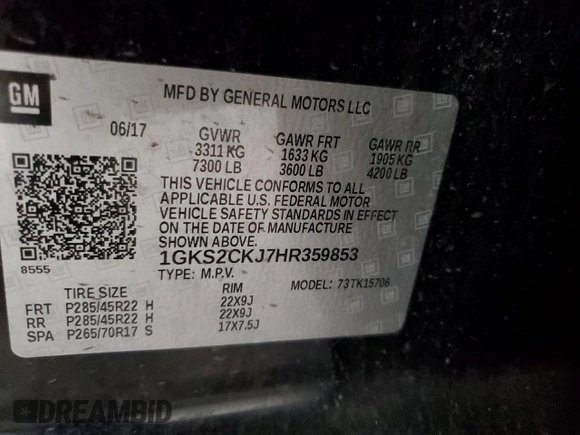 GM
MFD BY GENERAL MOTORS LLC
06/17 GVWR GAWR FRT GAWR RR
3311 KG 1633 KG 1905 KG
7300 LB 3600 LB 4200 LB
THIS VEHICLE CONFORMS TO ALL
APPLICABLE U.S. FEDERAL MOTOR
VEHICLE SAFETY STANDARDS IN EFFECT
ON THE DATE OF MANUFACTURE
SHOWN ABOVE.
8555
1GKS2CKJ7HR359853
TYPE: M.P.V. MODEL: 73TK15706
TIRE SIZE RIM
FRT P285/45R22 H 22X9J
RR P285/45R22 H 22X9J
SPA P265/70R17 S 17X7.5J
DREAMBID